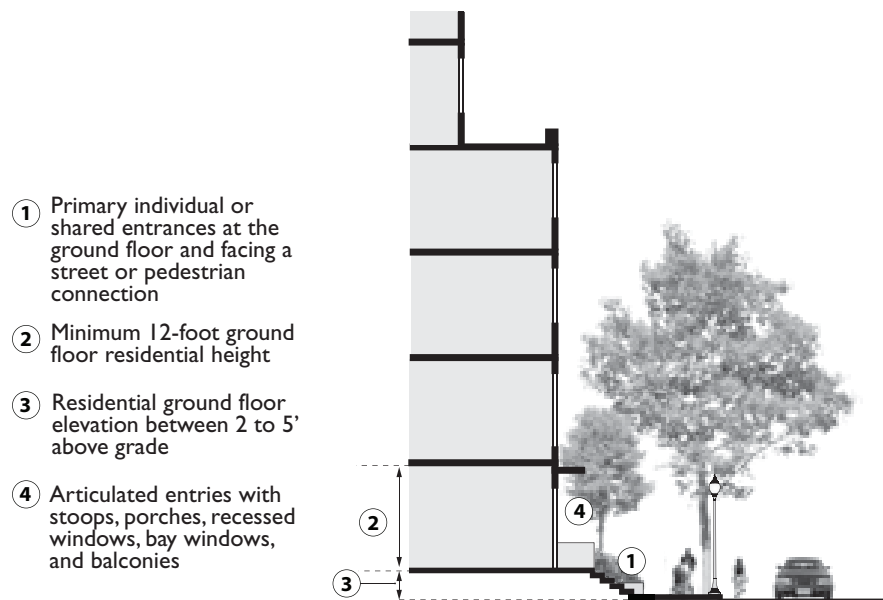 1 Primary individual or
shared entrances at the
ground floor and facing a
street or pedestrian
connection
2 Minimum 12-foot ground
floor residential height
3 Residential ground floor
elevation between 2 to 5’
above grade
4 Articulated entries with
stoops, porches, recessed
windows, bay windows,
and balconies
4
2
1
3